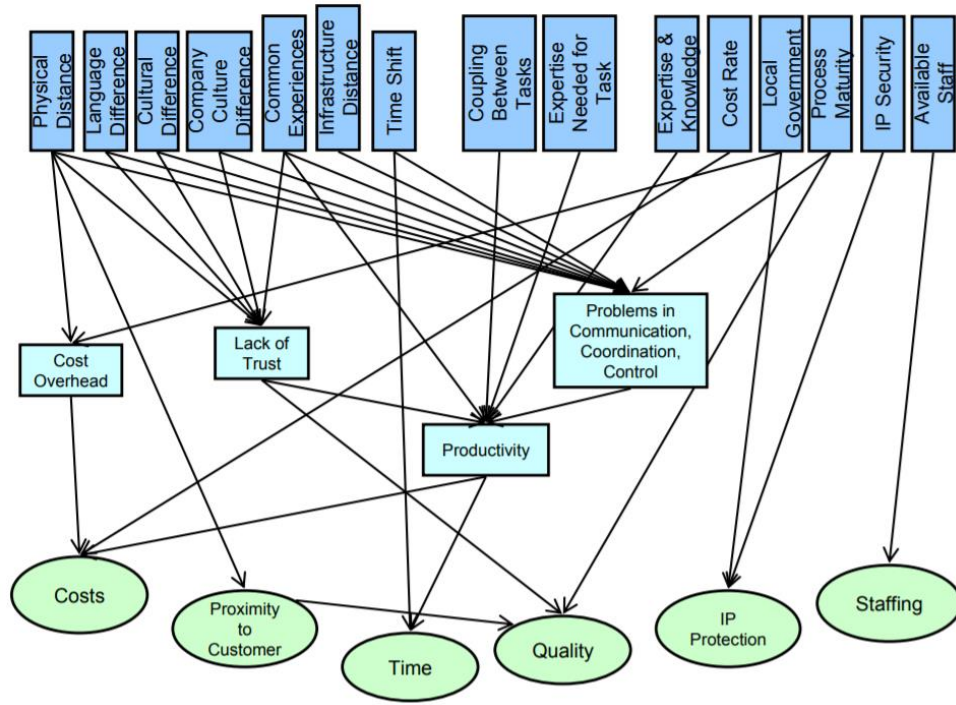 Physical
Distance
Language
Difference
Cultural
Difference
Company
Culture
Difference
Common
Experiences
Infrastructure
Distance
Time Shift
Coupling
Between
Tasks
Expertise
Needed for
Task
Expertise &
Knowledge
Cost Rate
Local
Government
Process
Maturity
IP Security
Available
Staff
Cost
Overhead
Lack of
Trust
Problems in
Communication,
Coordination,
Control
Productivity
Costs
Proximity
to
Customer
Time
Quality
IP
Protection
Staffing